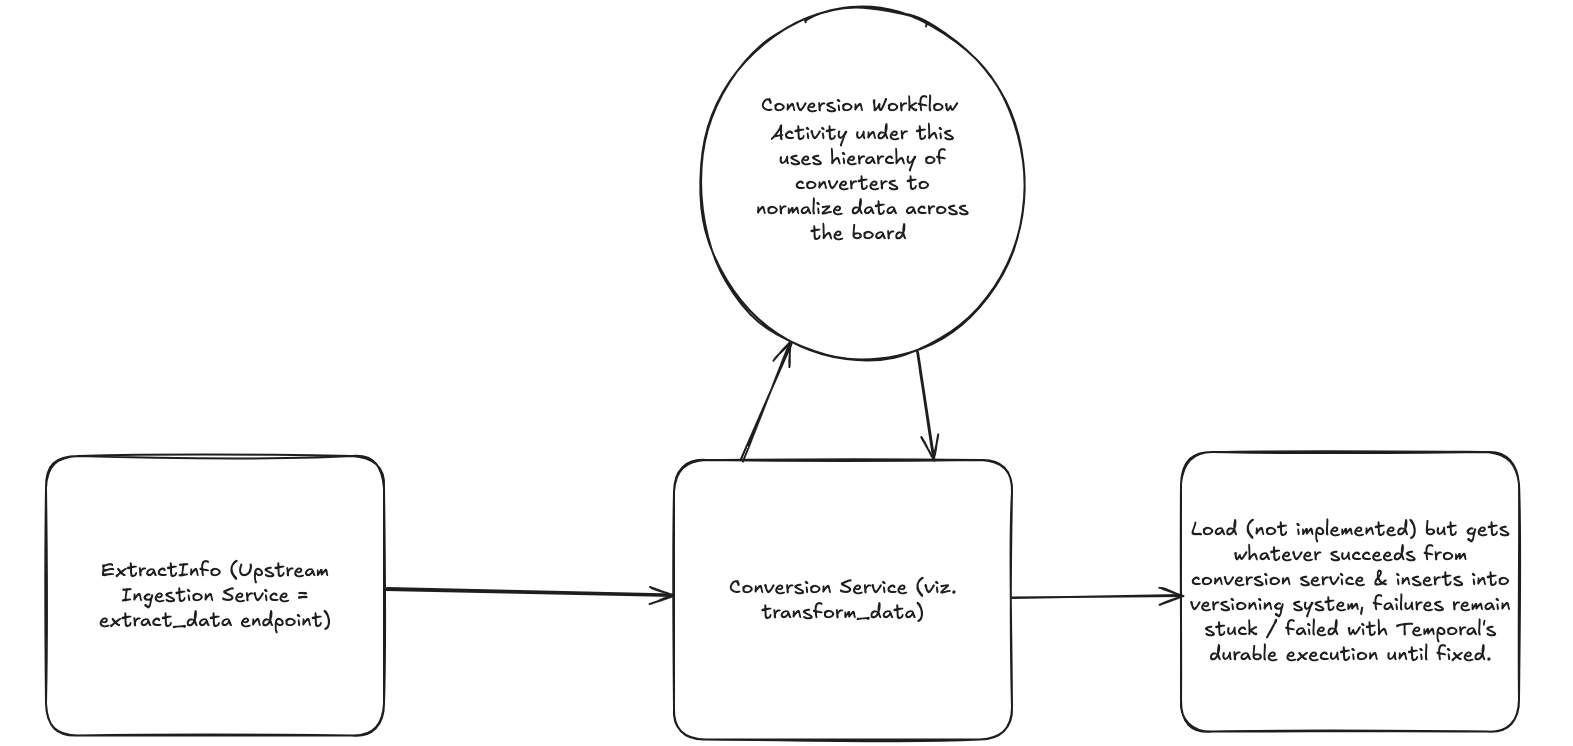 Conversion Workflow
Activity under this
uses hierarchy of
converters to
normalize data across
the board
ExtractInfo (Upstream
Ingestion Service =
extract_data endpoint)
Conversion Service (viz.
transform_data)
Load (not implemented) but gets
whatever succeeds from
conversion service & inserts into
versioning system, failures remain
stuck / failed with Temporal's
durable execution until fixed.